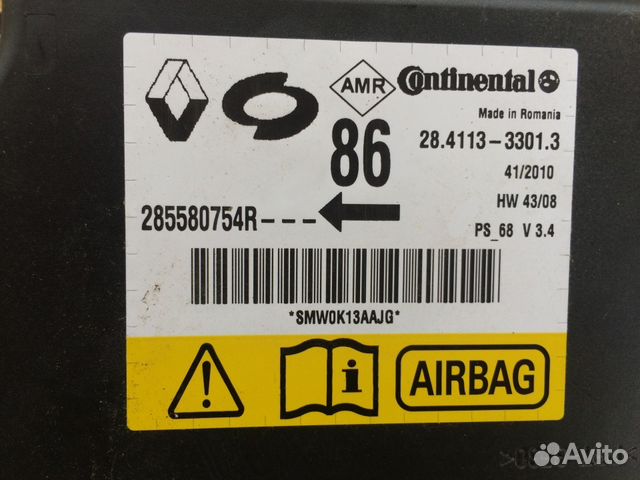 AMR
Continental
Made in Romania
86
28.4113-3301.3
41/2010
HW 43/08
285580754R---
PS_68 V 3.4
*SMW0K13AAJG*
AIRBAG
Avito